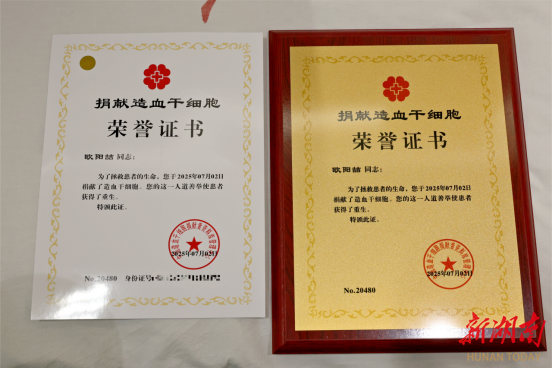 捐献造血干细胞
荣誉证书
欧阳喆 同志:
为了拯救患者的生命,您于2025年07月02日
捐献了造血干细胞。您的这一人道善举使患者
获得了重生。
特颁此证。
2025年07月02日
No.20480 身份证号:
捐献造血干细胞
荣誉证书
欧阳喆 同志:
为了拯救患者的生命,您于2025年07月02日
捐献了造血干细胞。您的这一人道善举使患者
获得了重生。
特颁此证。
2025年07月02日
No.20480
新湖南
HUNAN TODAY